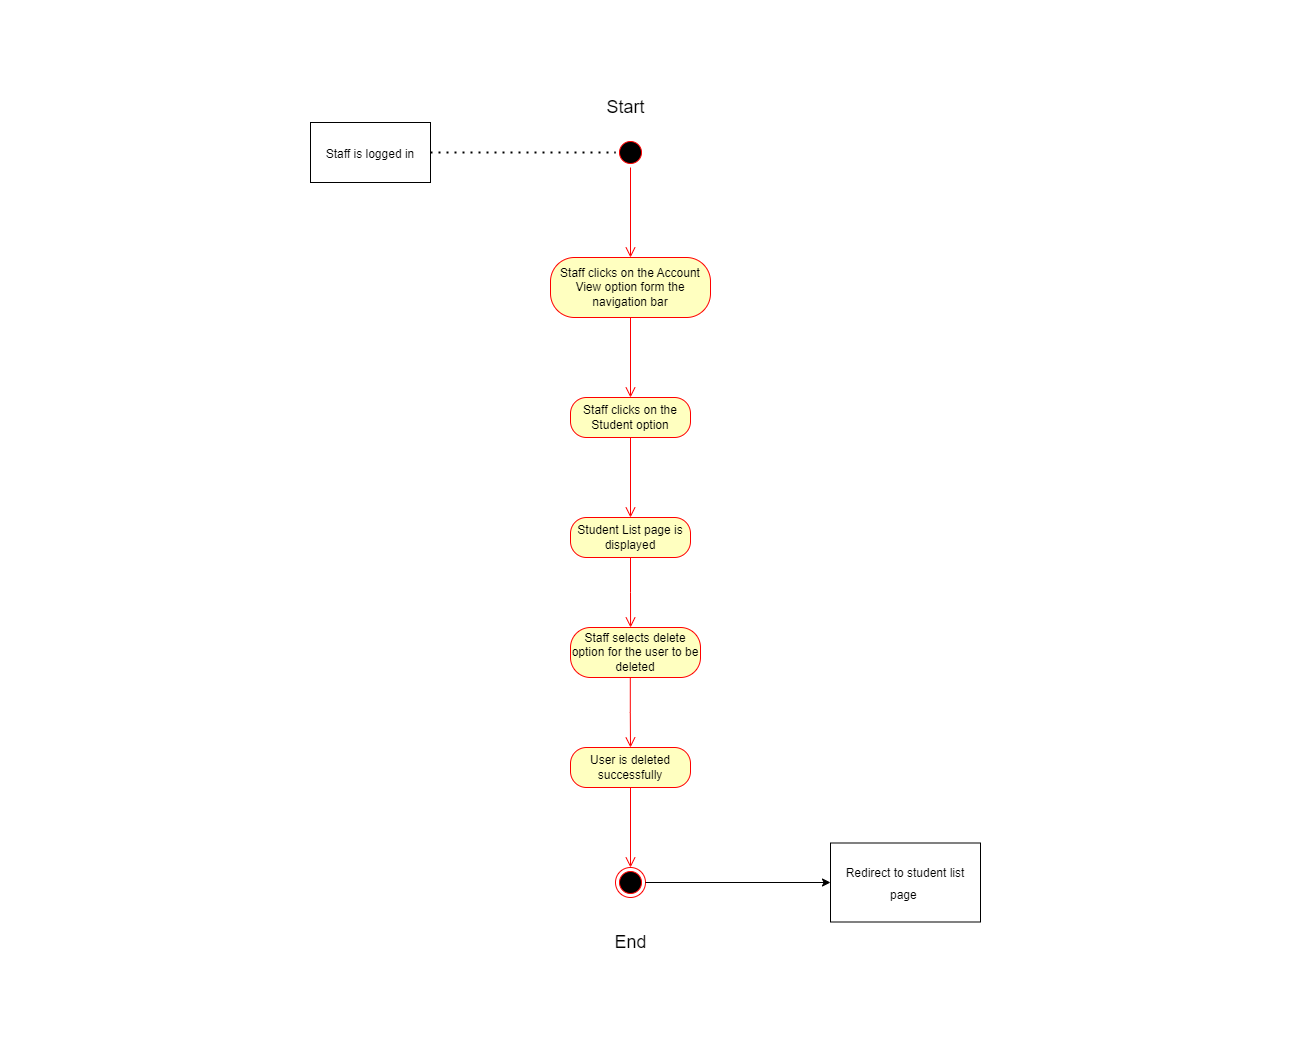 Start
Staff is logged in
Staff clicks on the Account
View option form the
navigation bar
Staff clicks on the
Student option
Student List page is
displayed
Staff selects delete
option for the user to be
deleted
User is deleted
successfully
Redirect to student list
page
End